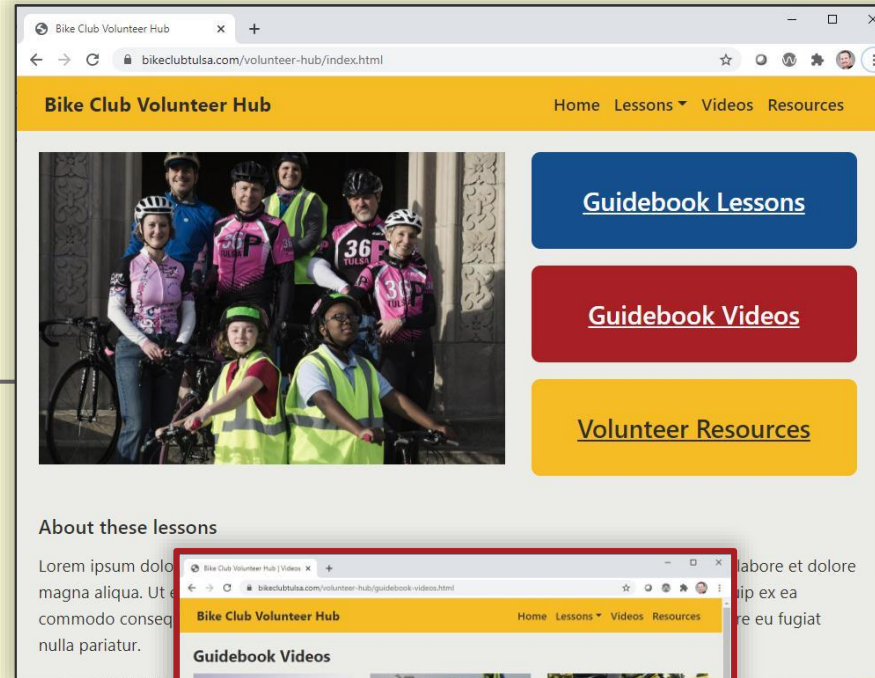 Bike Club Volunteer Hub
bikeclubtulsa.com/volunteer-hub/index.html
Bike Club Volunteer Hub
Home Lessons Videos Resources
36P
TULSA
36
TULSA
36
Guidebook Lessons
Guidebook Videos
Volunteer Resources
About these lessons
Lorem ipsum dolo
labore et dolore
magna aliqua. Ut e
uip ex ea
commodo conseq
re eu fugiat
nulla pariatur.
Bike Club Volunteer Hub | Videos
bikeclubtulsa.com/volunteer-hub/guidebook-videos.html
Bike Club Volunteer Hub
Home Lessons Videos Resources
Guidebook Videos